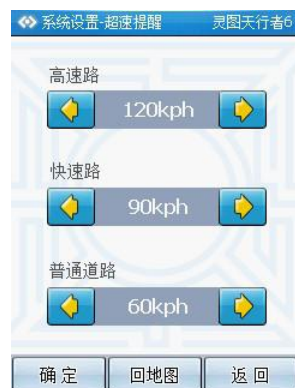 系统设置-超速提醒 灵图天行者6
高速路
120kph
快速路
90kph
普通道路
60kph
确定 回地图 返回